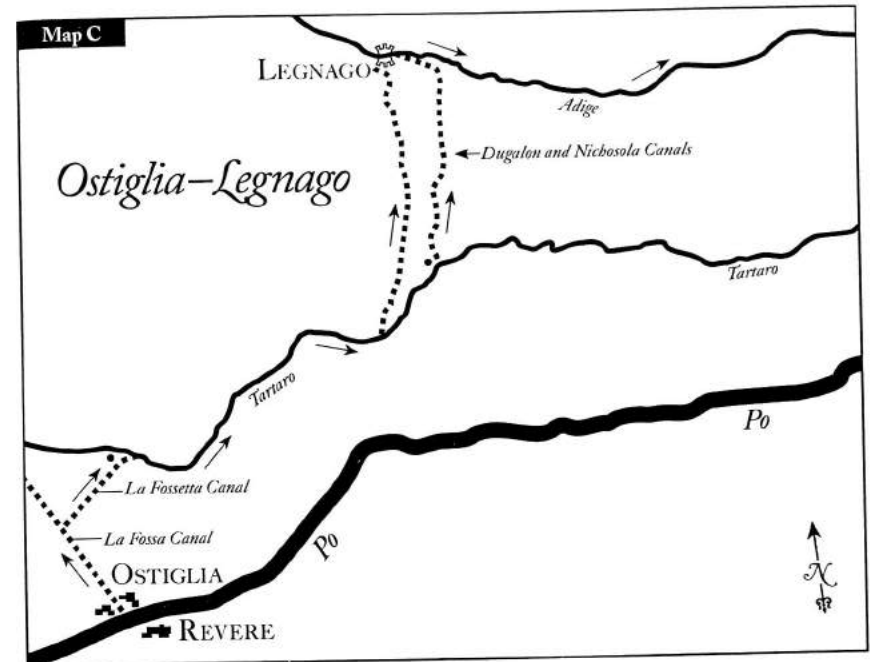 Map C
LEGNAGO
Adige
Dugalon and Nichosola Canals
Ostiglia–Legnago
Tartaro
Tartaro
Po
La Fossetta Canal
La Fossa Canal
Po
OSTIGLIA
N
REVERE